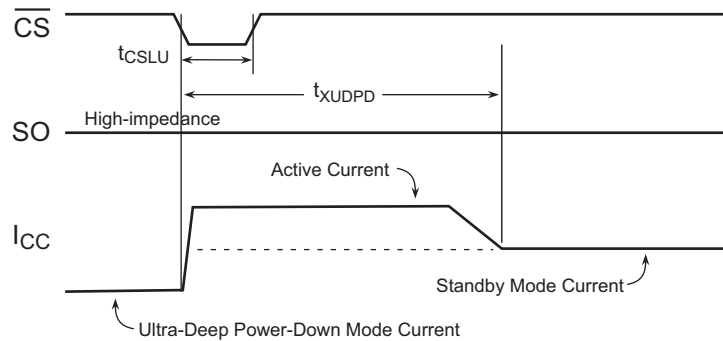 CS
tCSLU
tXUDPD
High-impedance
SO
Active Current
ICC
Standby Mode Current
Ultra-Deep Power-Down Mode Current